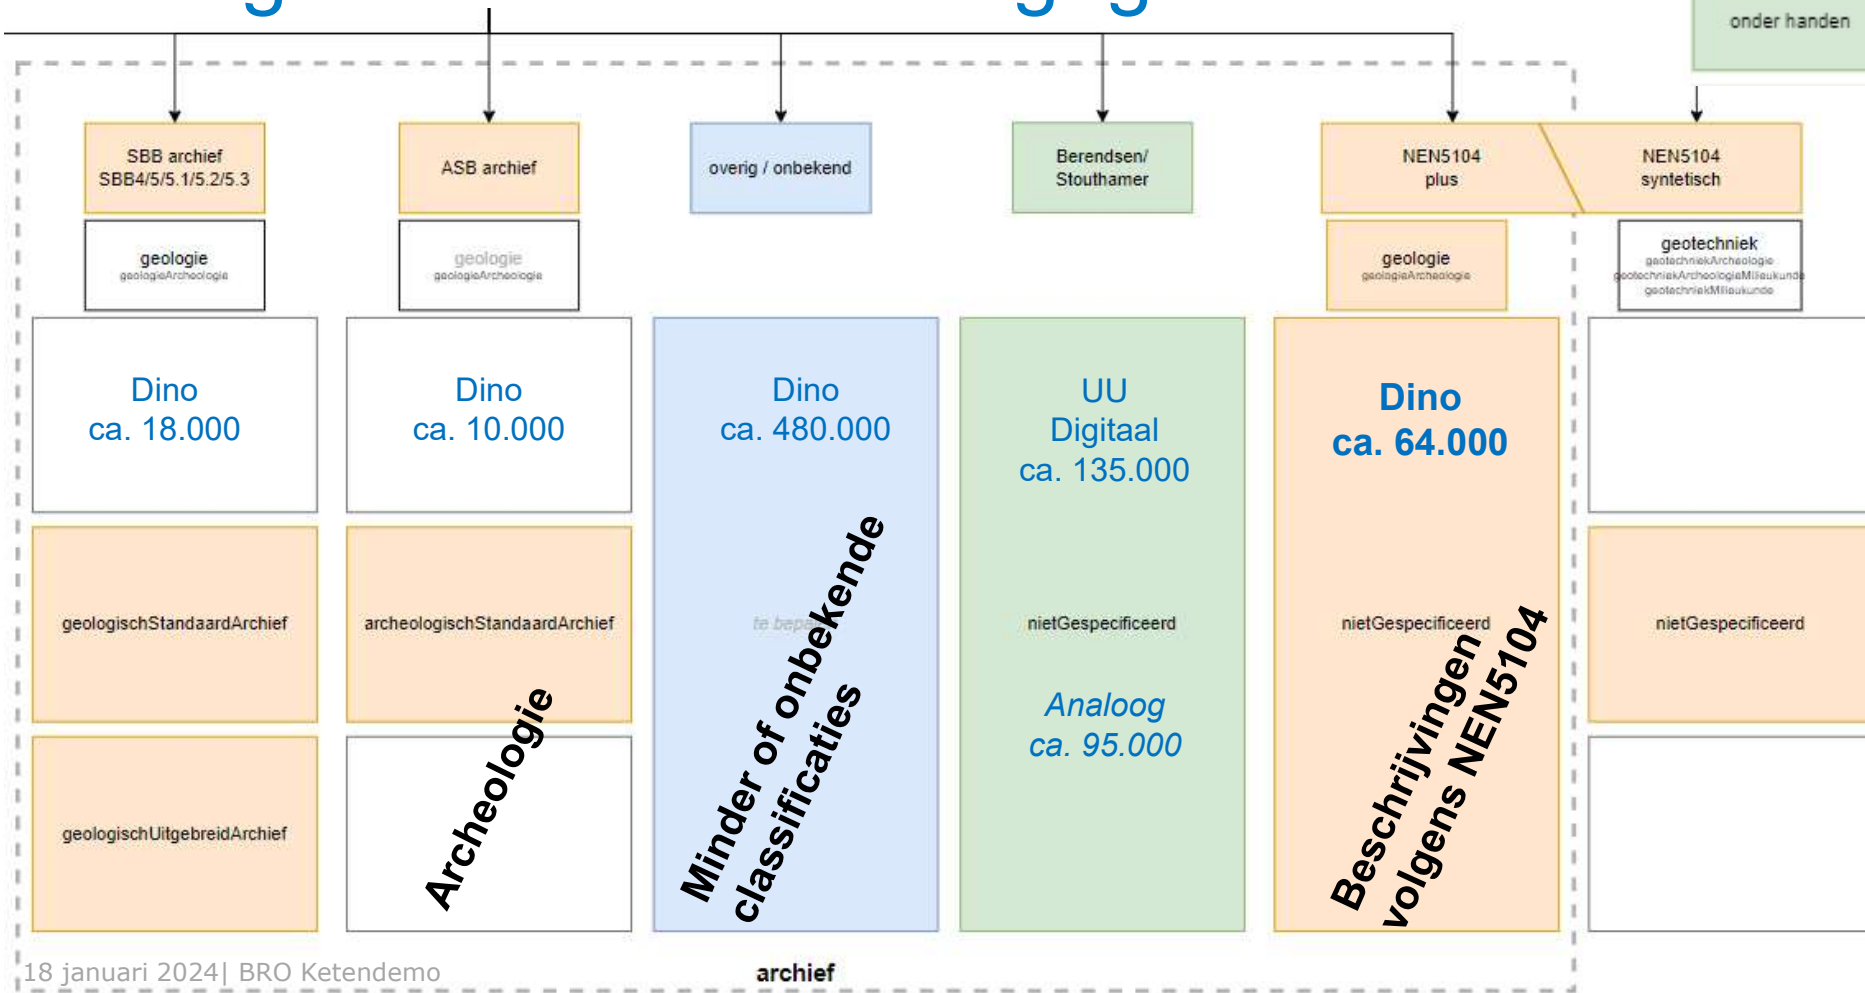 onder handen
SBB archief
SBB4/5/5.1/5.2/5.3
ASB archief
overig / onbekend
Berendsen/
Stouthamer
NEN5104
plus
NEN5104
syntetisch
geologie
geologieArcheologie
geologie
geologieArcheologie
geologie
geologieArcheologie
geotechniek
geotechniekArcheologie
geotechniekArcheologieMilieukunde
geotechniekMilieukunde
Dino
ca. 18.000
Dino
ca. 10.000
Dino
ca. 480.000
UU
Digitaal
ca. 135.000
Dino
ca. 64.000
geologischStandaardArchief
archeologischStandaardArchief
te
nietGespecificeerd
nietGespecificeerd
nietGespecificeerd
Analoog
ca. 95.000
geologischUitgebreidArchief
Archeologie
Minder of onbekende
classificaties
Beschrijvingen
volgens NEN5104
18 januari 2024| BRO Ketendemo
archief